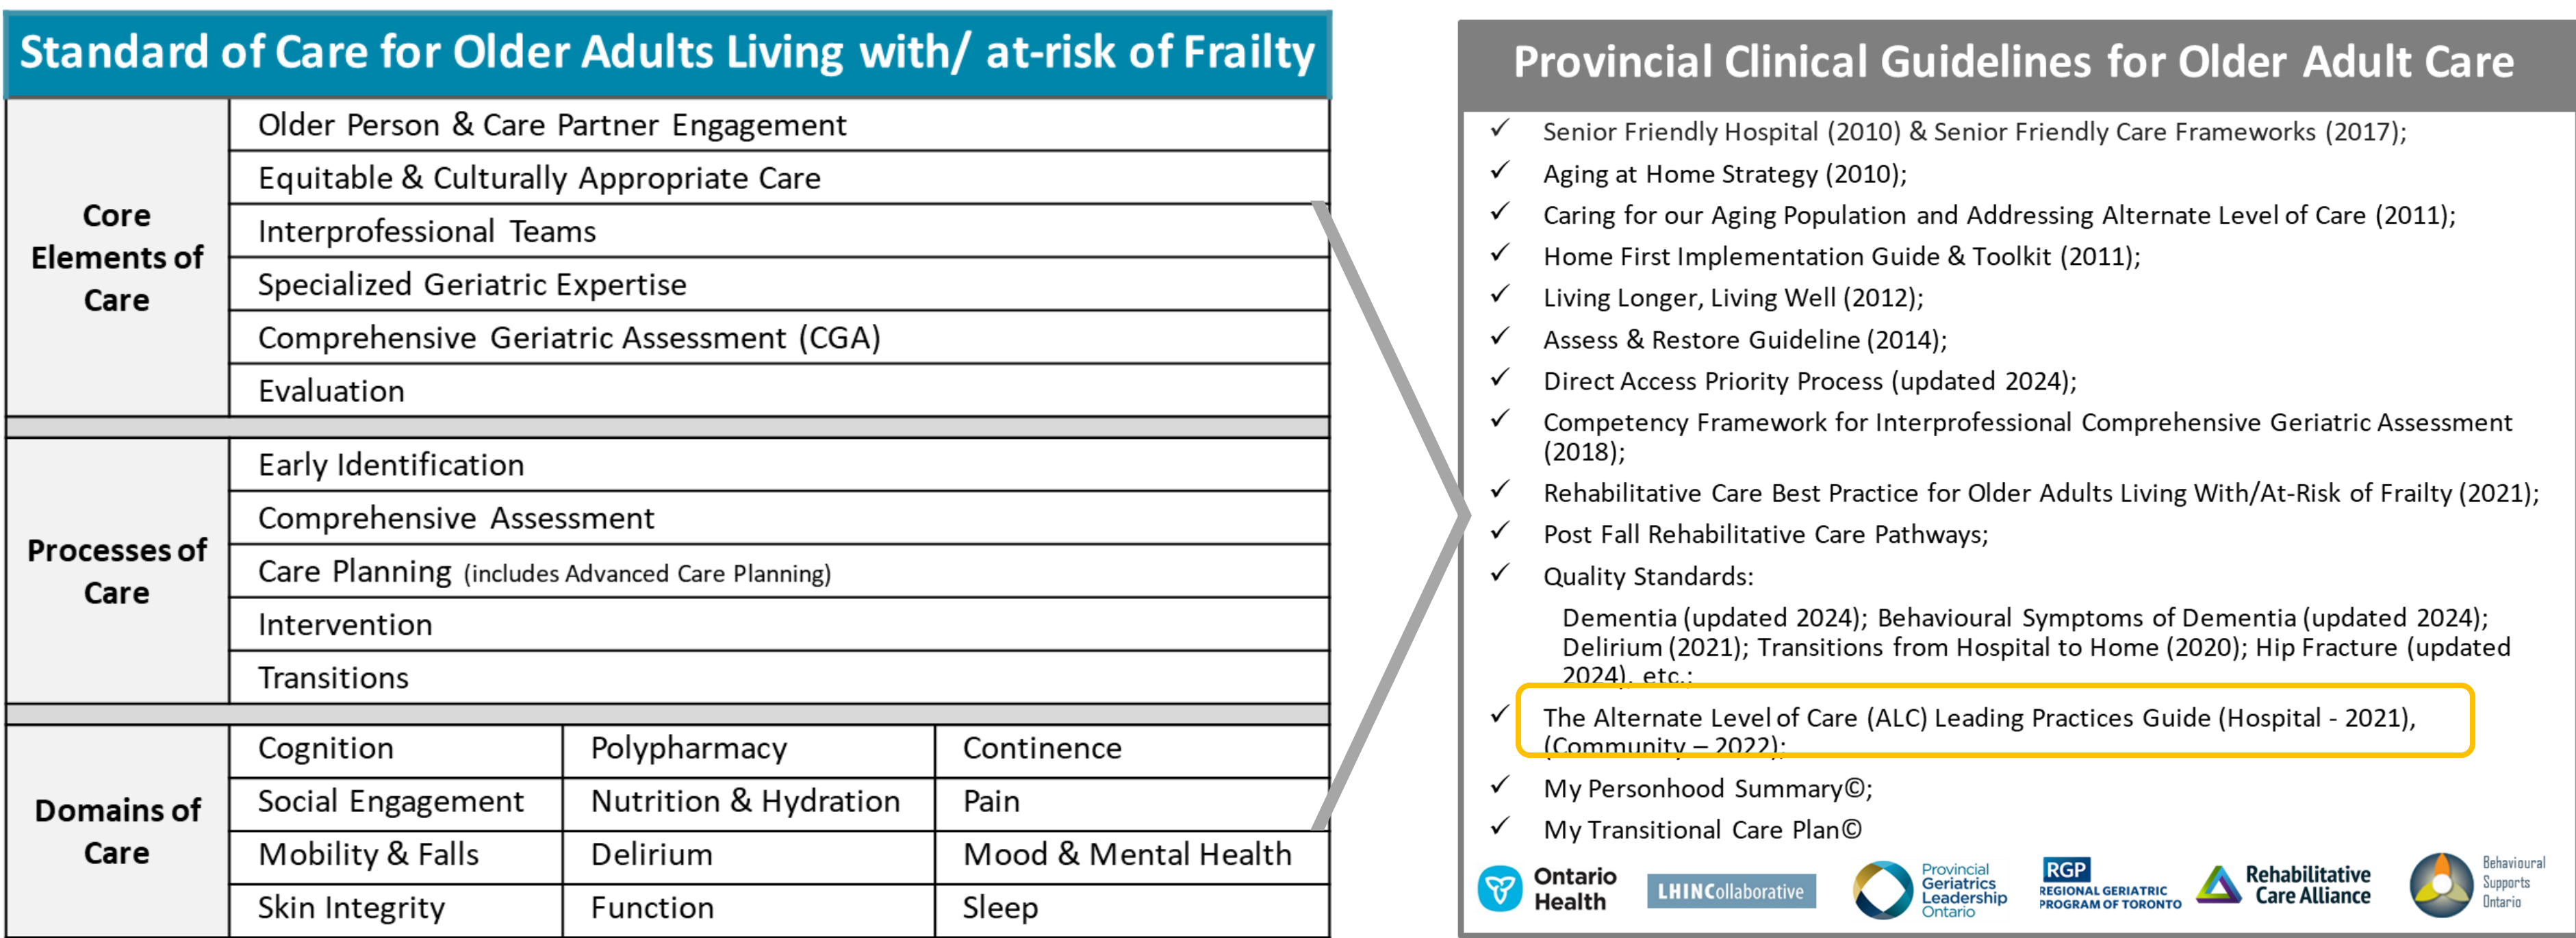 Standard of Care for Older Adults Living with/ at-risk of Frailty
Core
Elements of
Care
Older Person & Care Partner Engagement
Equitable & Culturally Appropriate Care
Interprofessional Teams
Specialized Geriatric Expertise
Comprehensive Geriatric Assessment (CGA)
Evaluation
Processes of
Care
Early Identification
Comprehensive Assessment
Care Planning (includes Advanced Care Planning)
Intervention
Transitions
Domains of
Care
Cognition
Polypharmacy
Continence
Social Engagement
Nutrition & Hydration
Pain
Mobility & Falls
Delirium
Mood & Mental Health
Skin Integrity
Function
Sleep
Provincial Clinical Guidelines for Older Adult Care
✓ Senior Friendly Hospital (2010) & Senior Friendly Care Frameworks (2017);
✓ Aging at Home Strategy (2010);
✓ Caring for our Aging Population and Addressing Alternate Level of Care (2011);
✓ Home First Implementation Guide & Toolkit (2011);
✓ Living Longer, Living Well (2012);
✓ Assess & Restore Guideline (2014);
✓ Direct Access Priority Process (updated 2024);
✓ Competency Framework for Interprofessional Comprehensive Geriatric Assessment
(2018);
✓ Rehabilitative Care Best Practice for Older Adults Living With/At-Risk of Frailty (2021);
✓ Post Fall Rehabilitative Care Pathways;
✓ Quality Standards:
Dementia (updated 2024); Behavioural Symptoms of Dementia (updated 2024);
Delirium (2021); Transitions from Hospital to Home (2020); Hip Fracture (updated
2024), etc.;
✓ The Alternate Level of Care (ALC) Leading Practices Guide (Hospital - 2021),
(Community – 2022);
✓ My Personhood Summary©;
✓ My Transitional Care Plan©
Ontario
Health
LHINCollaborative
Provincial
Geriatrics
Leadership
Ontario
RGP
REGIONAL GERIATRIC
PROGRAM OF TORONTO
Rehabilitative
Care Alliance
Behavioural
Supports
Ontario